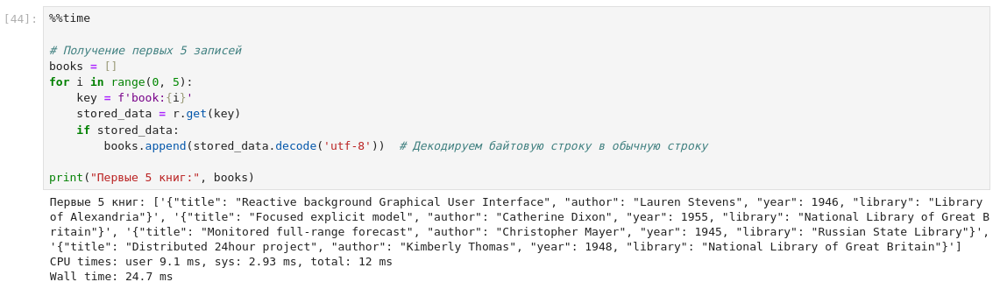 [44]:
%%time
# Получение первых 5 записей
books = []
for i in range(0, 5):
    key = f'book:{i}'
    stored_data = r.get(key)
    if stored_data:
        books.append(stored_data.decode('utf-8'))  # Декодируем байтовую строку в обычную строку
print("Первые 5 книг:", books)
Первые 5 книг: ['{"title": "Reactive background Graphical User Interface", "author": "Lauren Stevens", "year": 1946, "library": "Library
of Alexandria"}', '{"title": "Focused explicit model", "author": "Catherine Dixon", "year": 1955, "library": "National Library of Great B
ritain"}', '{"title": "Monitored full-range forecast", "author": "Christopher Mayer", "year": 1945, "library": "Russian State Library"}',
'{"title": "Distributed 24hour project", "author": "Kimberly Thomas", "year": 1948, "library": "National Library of Great Britain"}']
CPU times: user 9.1 ms, sys: 2.93 ms, total: 12 ms
Wall time: 24.7 ms